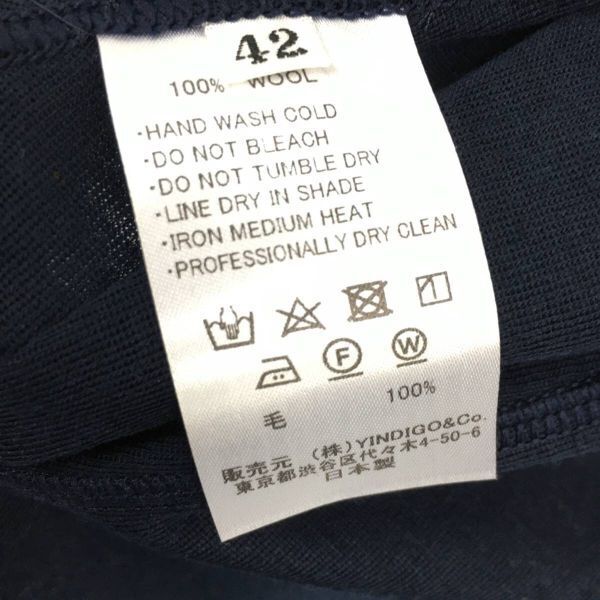 42
100% WOOL
・HAND WASH COLD
・DO NOT BLEACH
・DO NOT TUMBLE DRY
・LINE DRY IN SHADE
・IRON MEDIUM HEAT
・PROFESSIONALLY DRY CLEAN
F W
毛 100%
販売元 (株)YINDIGO&Co.
東京都渋谷区代々木4-50-6
日本製